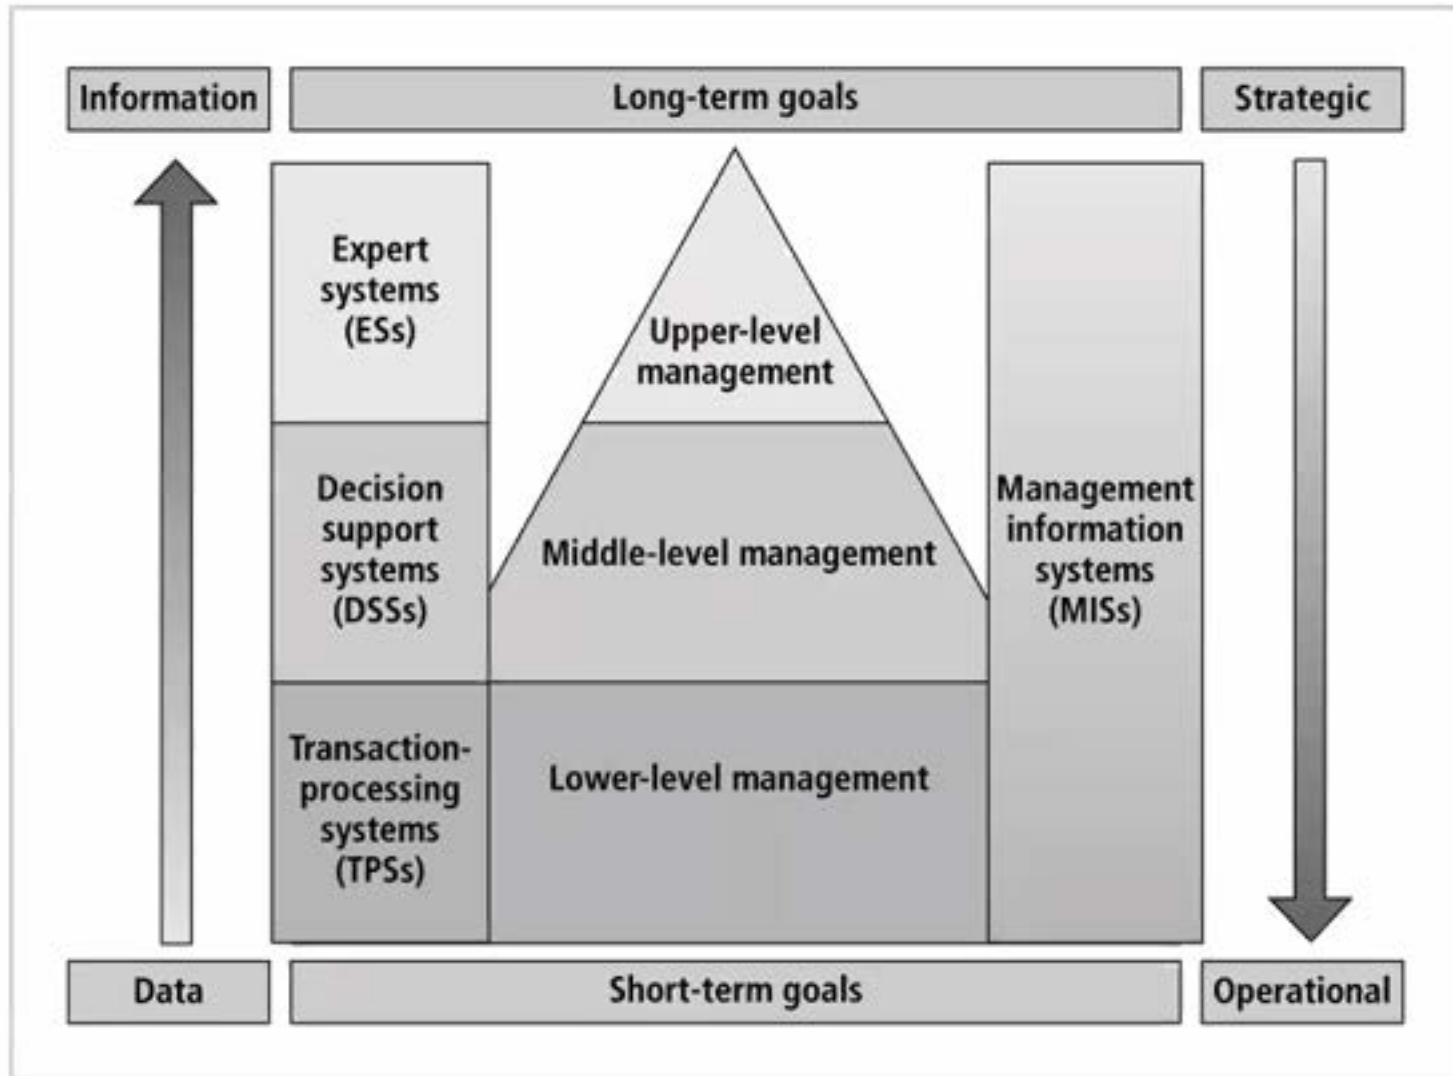 Information
Long-term goals
Strategic
Expert
systems
(ESs)
Upper-level
management
Decision
support
systems
(DSSs)
Middle-level management
Management
information
systems
(MISs)
Transaction-
processing
systems
(TPSs)
Lower-level management
Data
Short-term goals
Operational